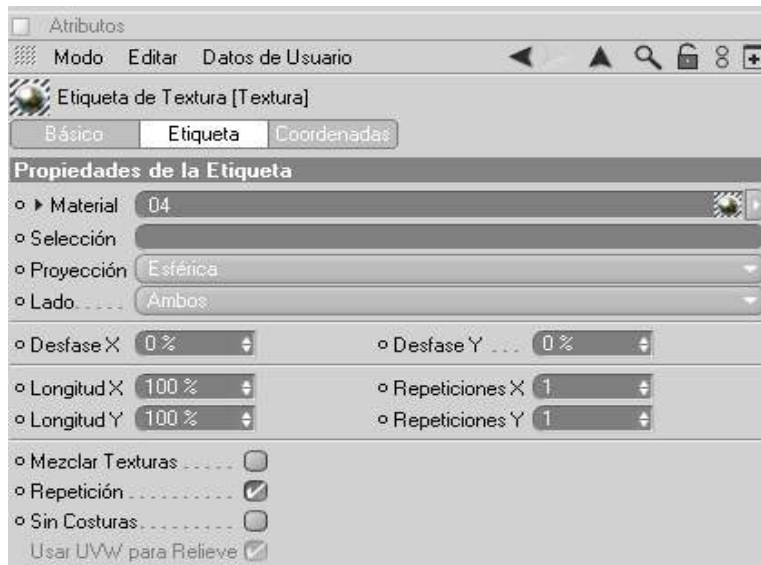 Atributos
Modo Editar Datos de Usuario
Etiqueta de Textura [Textura]
Básico Etiqueta Coordenadas
Propiedades de la Etiqueta
Material 04
Selección
Proyección Esférica
Lado..... Ambos
Desfase X 0 % Desfase Y ... 0 %
Longitud X 100 % Repeticiones X 1
Longitud Y 100 % Repeticiones Y 1
Mezclar Texturas .....
Repetición ..........
Sin Costuras.........
Usar UVW para Relieve